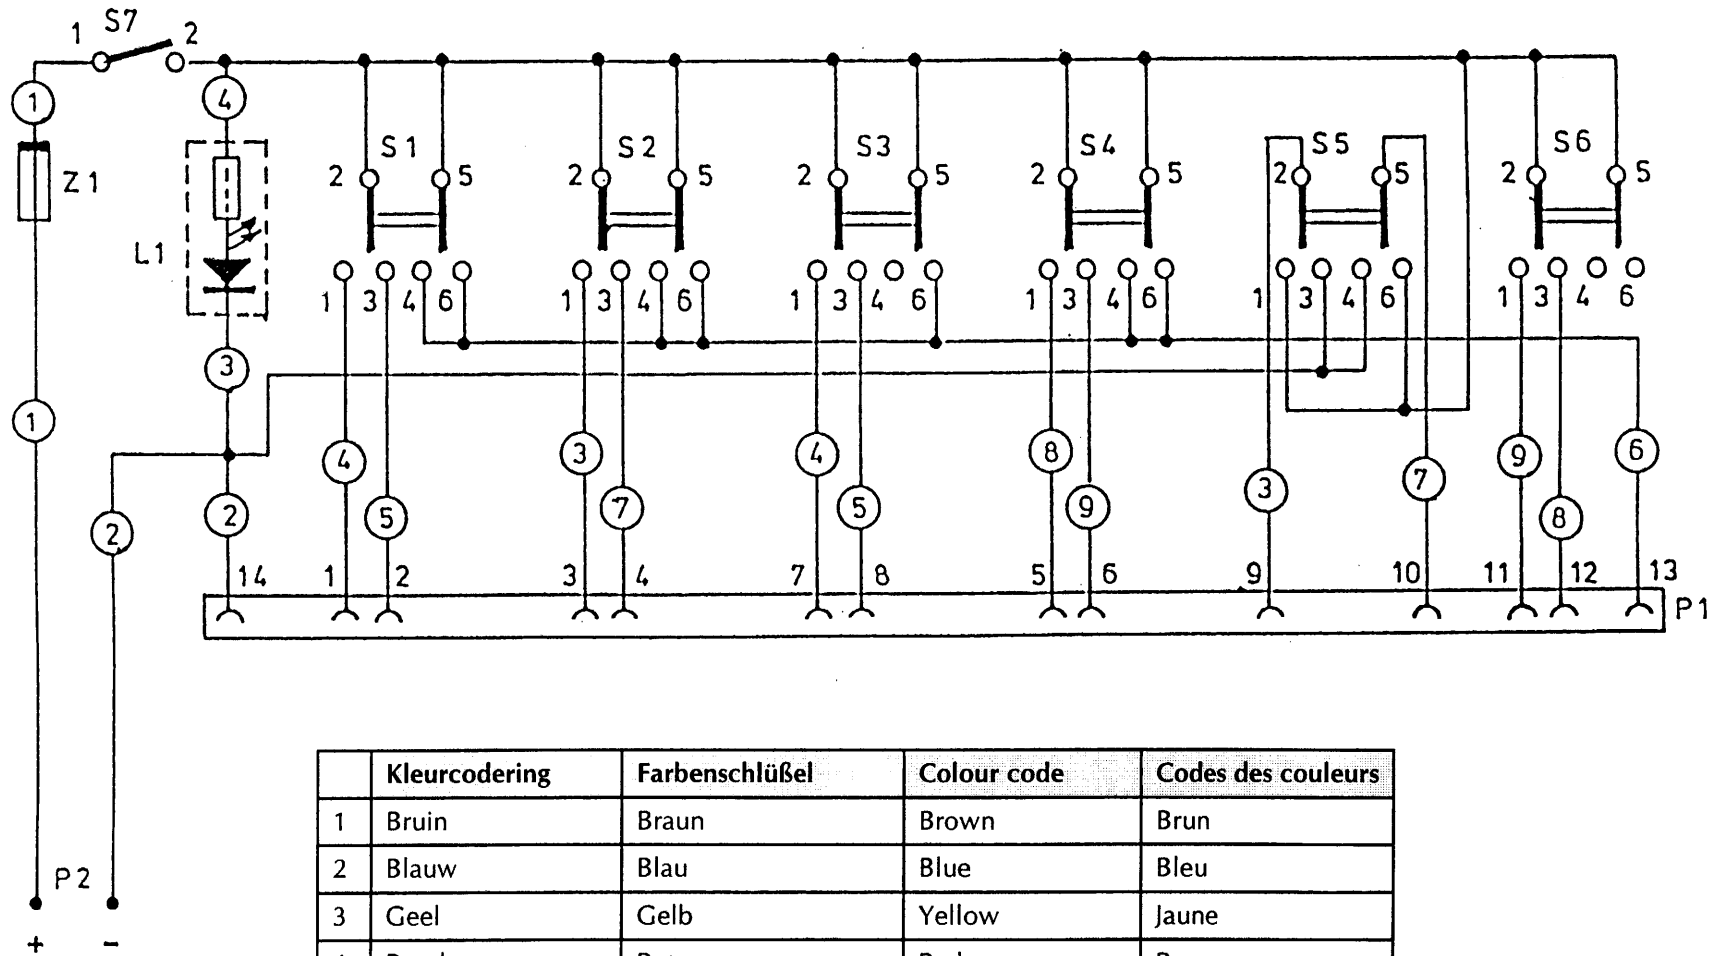 1 S7 2
1 4
S1 S2 S3 S4 S5 S6
Z1
2 5 2 5 2 5 2 5 2 5 2 5
L1
1 3 4 6 1 3 4 6 1 3 4 6 1 3 4 6 1 3 4 6 1 3 4 6
3
1 4 3 4 8 9 6
2 2 5 7 5 9 3 7 8
14 1 2 3 4 7 8 5 6 9 10 11 12 13
P1
Kleurcodering Farbenschlüßel Colour code Codes des couleurs
1 Bruin Braun Brown Brun
2 Blauw Blau Blue Bleu
3 Geel Gelb Yellow Jaune
P2
+ −